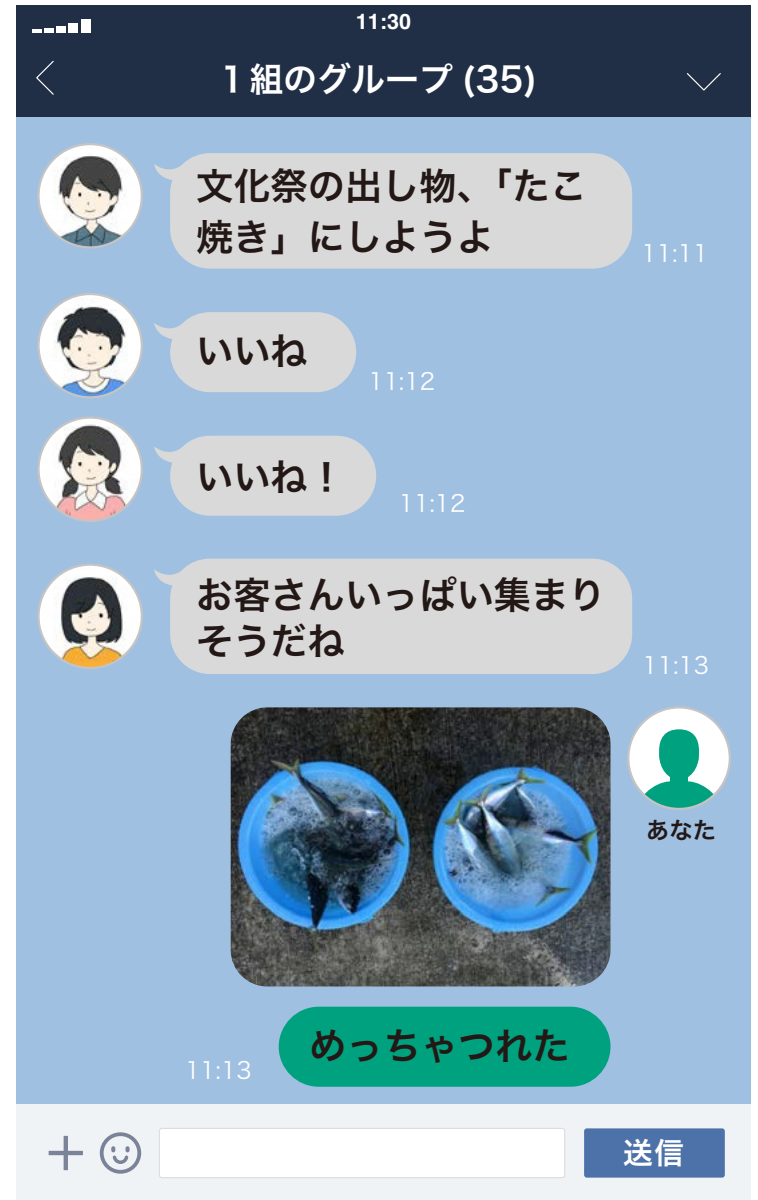 11:30
1組のグループ (35)
文化祭の出し物、「たこ
焼き」にしようよ
11:11
いいね
11:12
いいね！
11:12
お客さんいっぱい集まり
そうだね
11:13
あなた
めっちゃつれた
11:13
送信